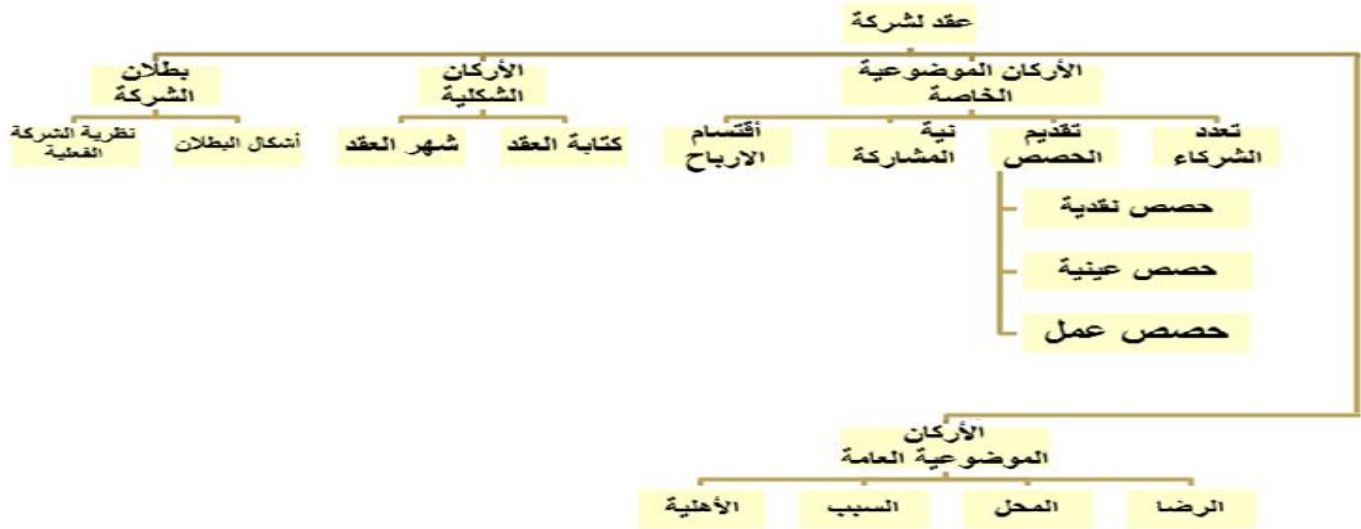 عقد لشركة
الأركان الموضوعية
الخاصة
الأركان
الشكلية
بطلان
الشركة
تعدد
الشركاء
تقديم
الحصص
نية
المشاركة
أقتسام
الارباح
كتابة العقد
شهر العقد
أشكال البطلان
نظرية الشركة
الفعلية
حصص نقدية
حصص عينية
حصص عمل
الأركان
الموضوعية العامة
الرضا
المحل
السبب
الأهلية